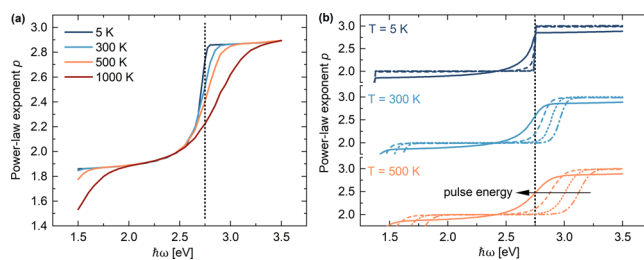 (a)
Power-law exponent p
3.0
2.8
2.6
2.4
2.2
2.0
1.8
1.6
1.4
5 K
300 K
500 K
1000 K
1.5
2.0
2.5
3.0
3.5
ħω [eV]
(b)
Power-law exponent p
T = 5 K
3.0
2.5
2.0
T = 300 K
3.0
2.5
2.0
T = 500 K
3.0
2.5
2.0
pulse energy
1.5
2.0
2.5
3.0
3.5
ħω [eV]